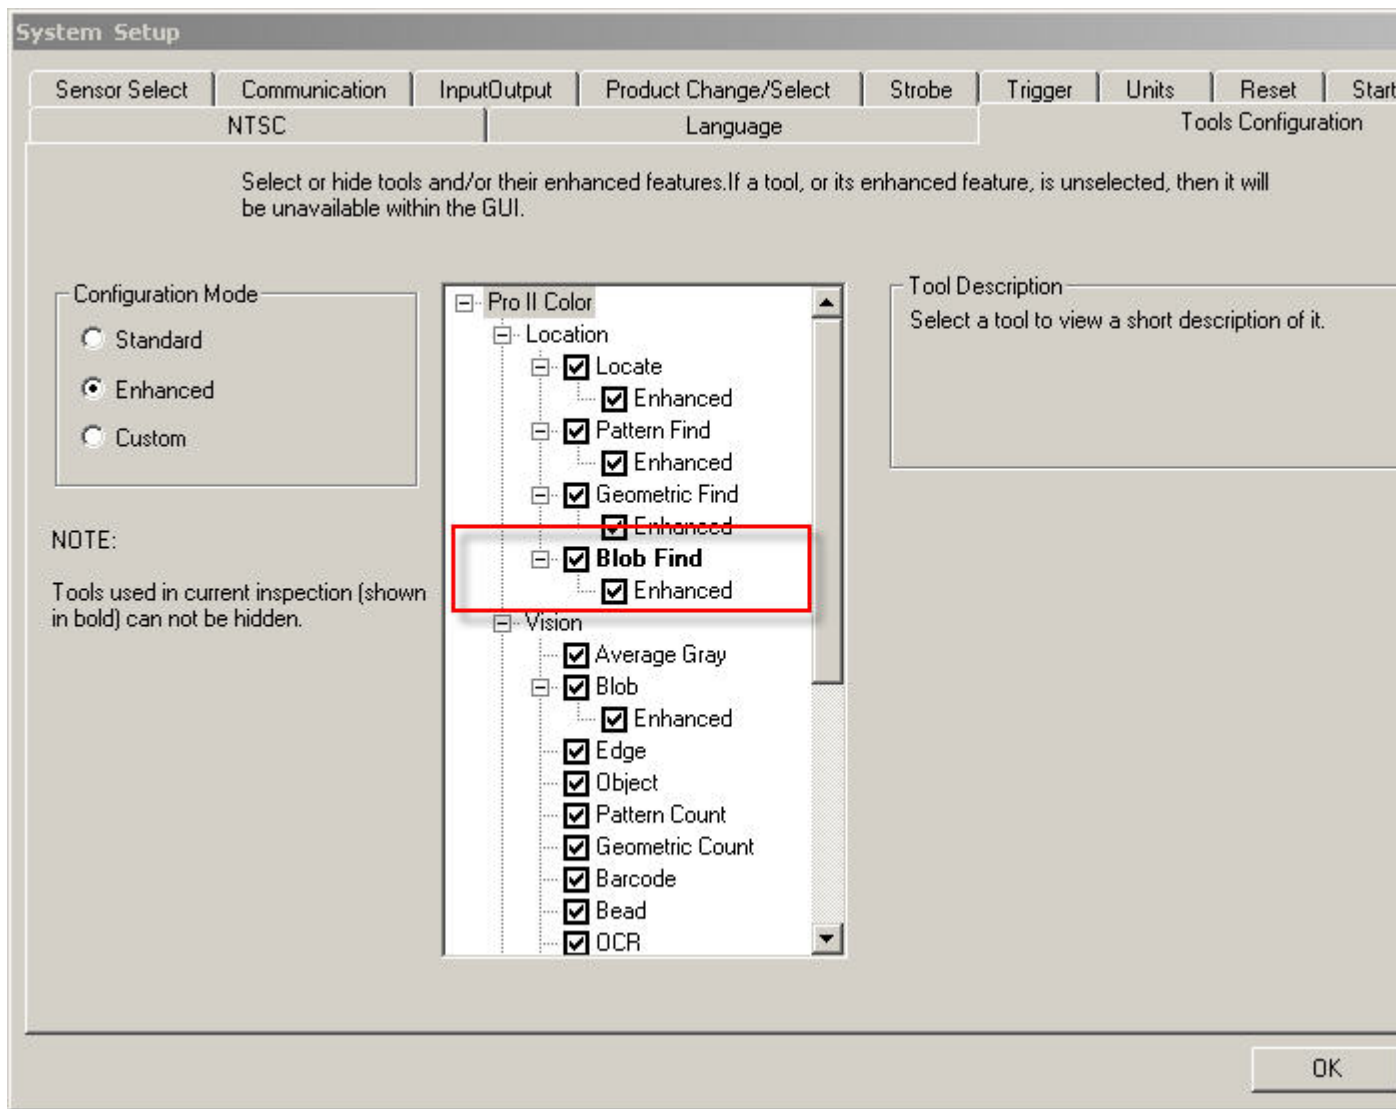 System Setup
Sensor Select Communication InputOutput Product Change/Select Strobe Trigger Units Reset Start
NTSC Language Tools Configuration
Select or hide tools and/or their enhanced features.If a tool, or its enhanced feature, is unselected, then it will
be unavailable within the GUI.
Configuration Mode
Standard
Enhanced
Custom
NOTE:
Tools used in current inspection (shown
in bold) can not be hidden.
Pro II Color
Location
Locate
Enhanced
Pattern Find
Enhanced
Geometric Find
Enhanced
Blob Find
Enhanced
Vision
Average Gray
Blob
Enhanced
Edge
Object
Pattern Count
Geometric Count
Barcode
Bead
OCR
Tool Description
Select a tool to view a short description of it.
OK